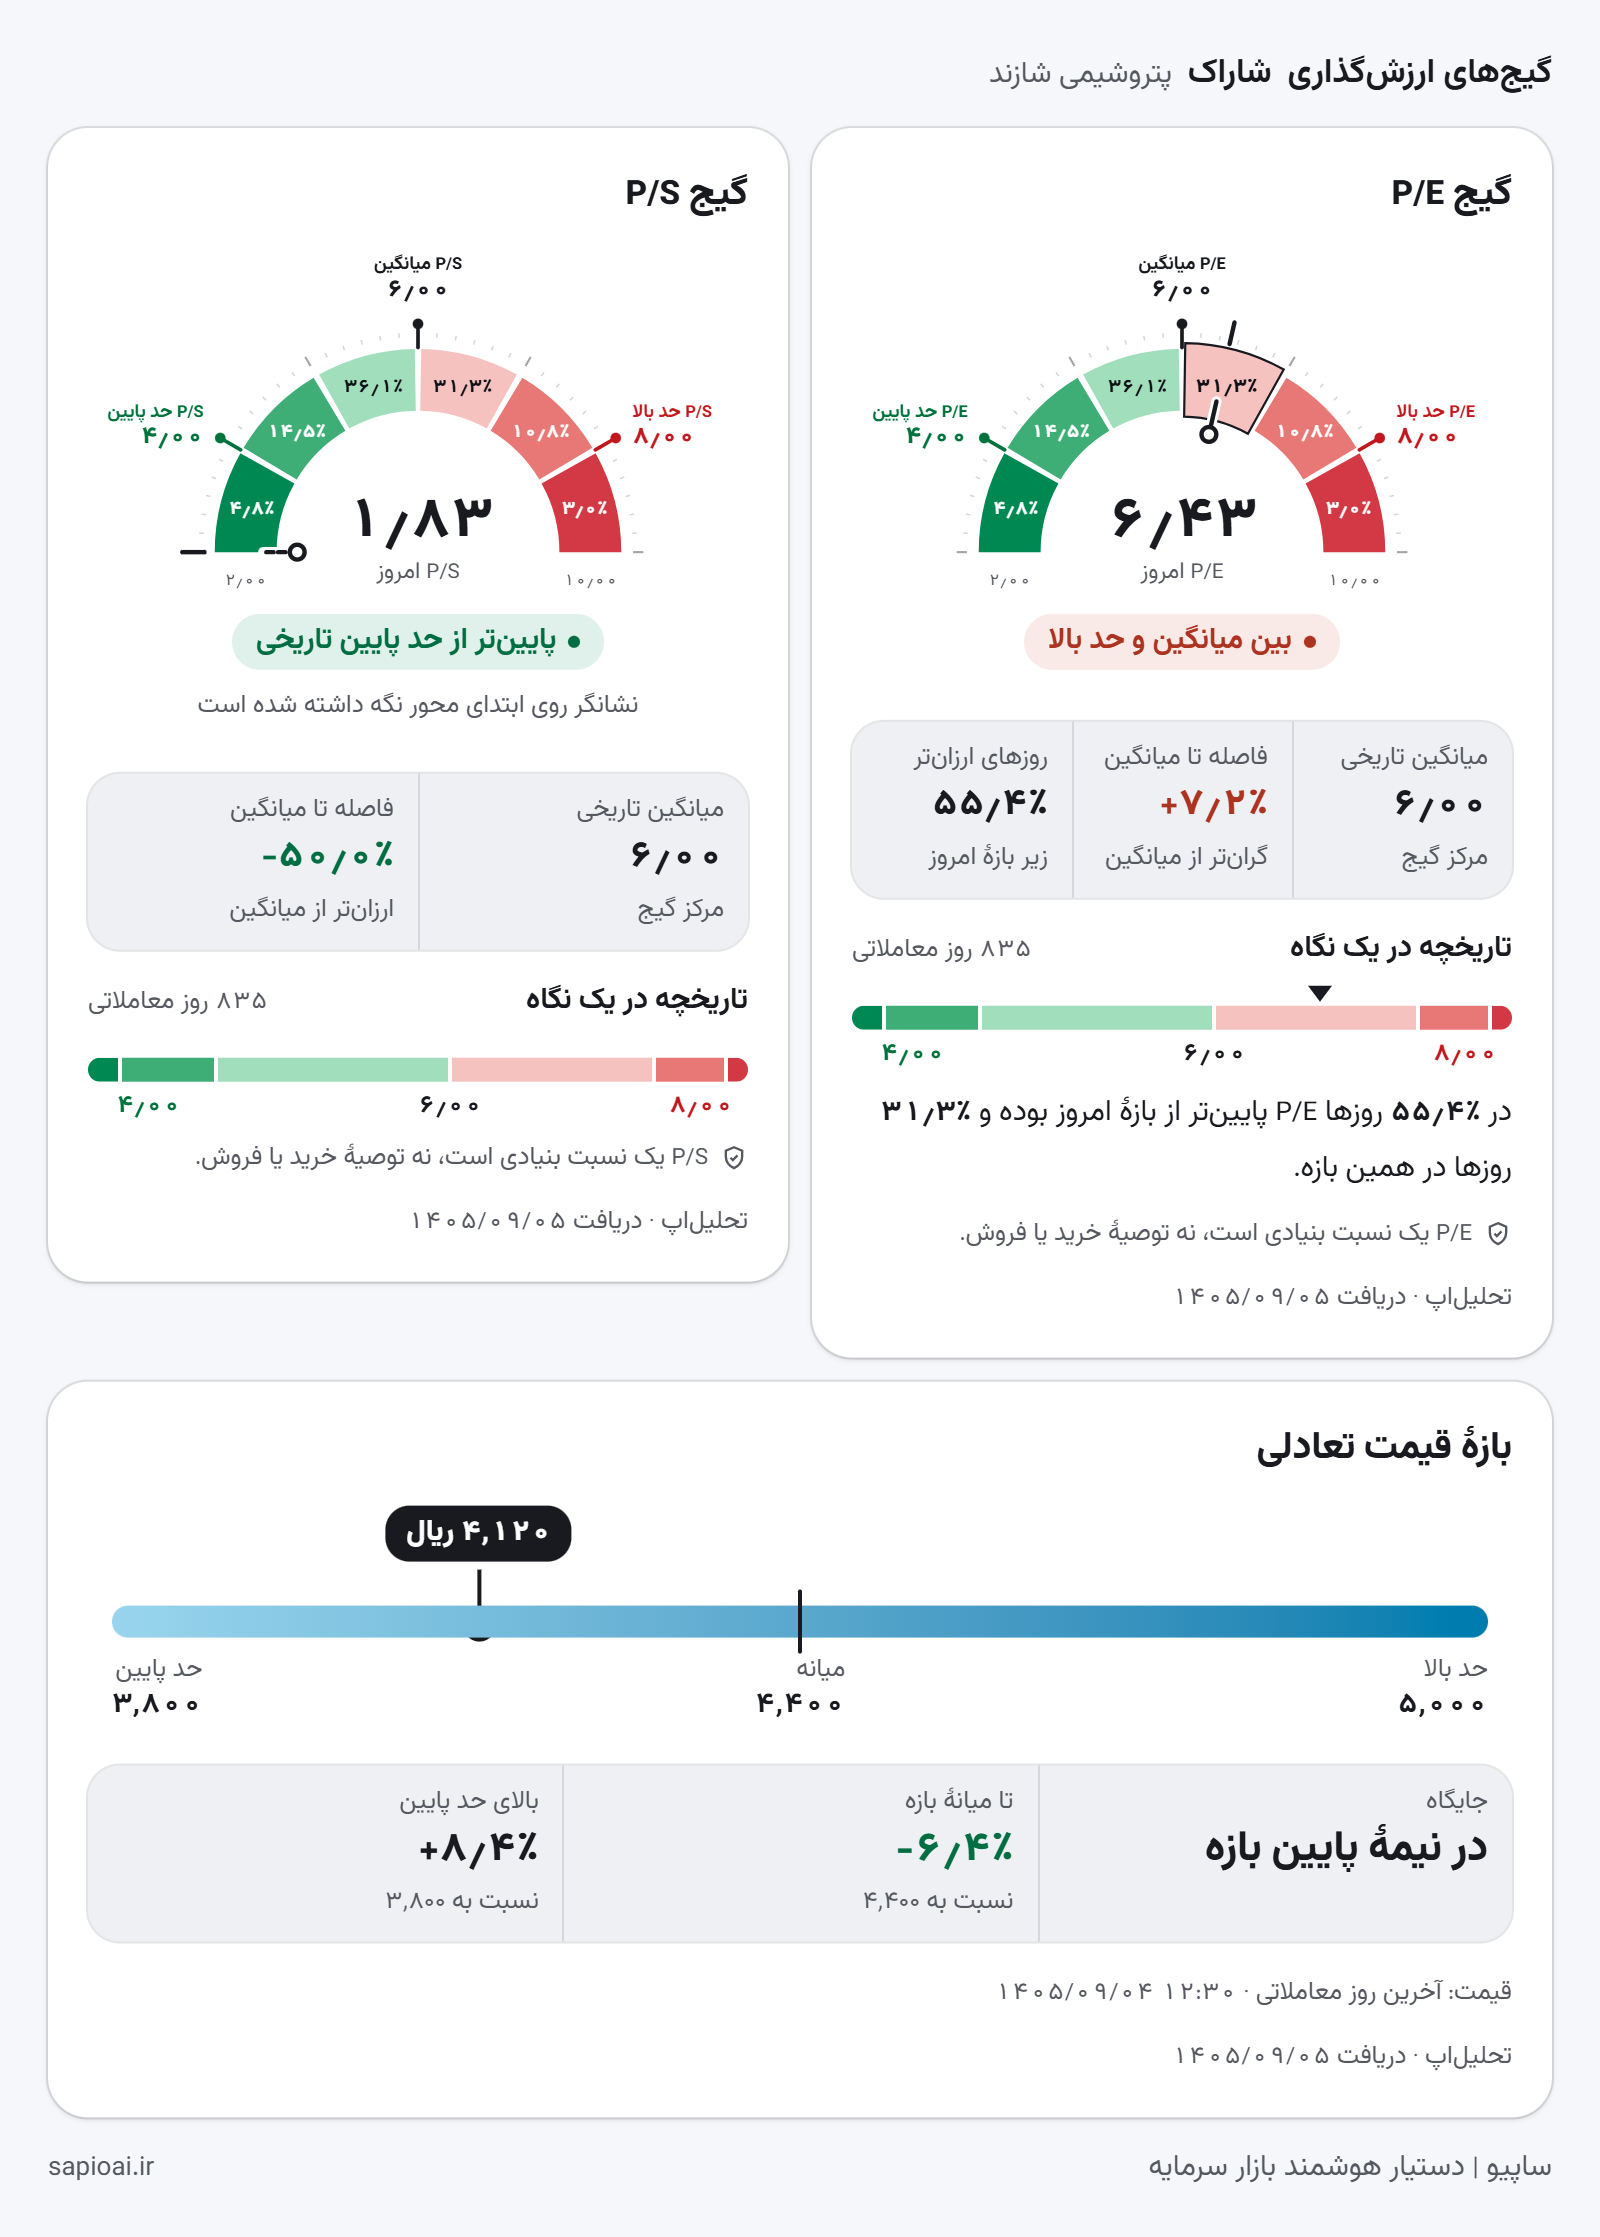 گیج‌های ارزش‌گذاری شاراک پتروشیمی شازند
گیج P/E
P/E میانگین
۶٫۰۰
P/E حد پایین
۴٫۰۰
P/E حد بالا
۸٫۰۰
۴٫۸٪
۱۴٫۵٪
۳۶٫۱٪
۳۱٫۳٪
۱۰٫۸٪
۳٫۰٪
۶٫۴۳
P/E امروز
۲٫۰۰
۱۰٫۰۰
بین میانگین و حد بالا
میانگین تاریخی
۶٫۰۰
مرکز گیج
فاصله تا میانگین
+۷٫۲٪
گران‌تر از میانگین
روزهای ارزان‌تر
۵۵٫۴٪
زیر بازهٔ امروز
تاریخچه در یک نگاه
۸۳۵ روز معاملاتی
۴٫۰۰
۶٫۰۰
۸٫۰۰
در ۵۵٫۴٪ روزها P/E پایین‌تر از بازهٔ امروز بوده و ۳۱٫۳٪
روزها در همین بازه.
P/E یک نسبت بنیادی است، نه توصیهٔ خرید یا فروش.
تحلیل‌اپ · دریافت ۱۴۰۵/۰۹/۰۵
گیج P/S
P/S میانگین
۶٫۰۰
P/S حد پایین
۴٫۰۰
P/S حد بالا
۸٫۰۰
۴٫۸٪
۱۴٫۵٪
۳۶٫۱٪
۳۱٫۳٪
۱۰٫۸٪
۳٫۰٪
۱٫۸۳
P/S امروز
۲٫۰۰
۱۰٫۰۰
پایین‌تر از حد پایین تاریخی
نشانگر روی ابتدای محور نگه داشته شده است
میانگین تاریخی
۶٫۰۰
مرکز گیج
فاصله تا میانگین
-۵۰٫۰٪
ارزان‌تر از میانگین
تاریخچه در یک نگاه
۸۳۵ روز معاملاتی
۴٫۰۰
۶٫۰۰
۸٫۰۰
P/S یک نسبت بنیادی است، نه توصیهٔ خرید یا فروش.
تحلیل‌اپ · دریافت ۱۴۰۵/۰۹/۰۵
بازهٔ قیمت تعادلی
۴,۱۲۰ ریال
حد بالا
۵,۰۰۰
میانه
۴,۴۰۰
حد پایین
۳,۸۰۰
جایگاه
در نیمهٔ پایین بازه
تا میانهٔ بازه
-۶٫۴٪
نسبت به ۴,۴۰۰
بالای حد پایین
+۸٫۴٪
نسبت به ۳,۸۰۰
قیمت: آخرین روز معاملاتی · ۱۲:۳۰ ۱۴۰۵/۰۹/۰۴
تحلیل‌اپ · دریافت ۱۴۰۵/۰۹/۰۵
ساپیو | دستیار هوشمند بازار سرمایه
sapioai.ir